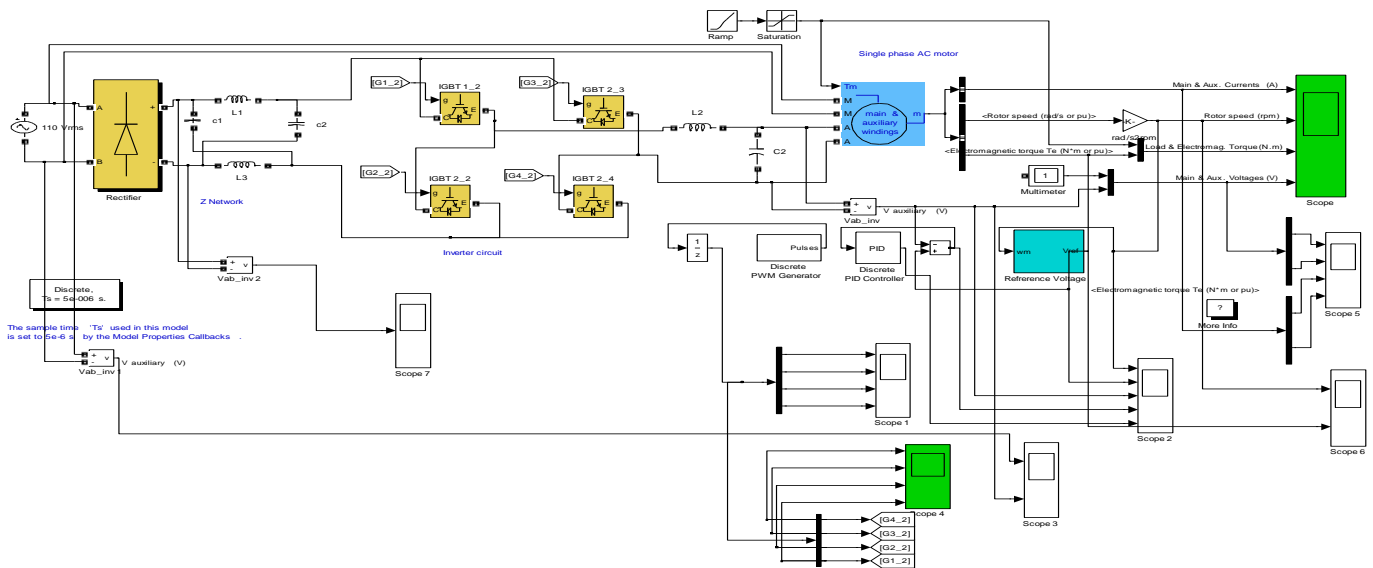 Ramp
Saturation
Single phase AC motor
110 Vrms
A
B
+
-
Rectifier
L1
c1
c2
L3
Z Network
[G1_2]
IGBT 1_2
g
C
E
[G3_2]
IGBT 2_3
g
C
E
[G2_2]
IGBT 2_2
g
C
E
[G4_2]
IGBT 2_4
g
C
E
Inverter circuit
L2
C2
Tm
M
M
A
A
m
main &
auxiliary
windings
Main & Aux. Currents (A)
<Rotor speed (rad/s or pu)>
-K-
rad/s2rpm
Rotor speed (rpm)
<Electromagnetic torque Te (N*m or pu)>
Load & Electromag. Torque(N.m)
1
Multimeter
Main & Aux. Voltages (V)
Scope
+
-
v
Vab_inv
V auxiliary (V)
1
z
Pulses
Discrete
PWM Generator
PID
Discrete
PID Controller
+
-
wm
Vref
Refrerence Voltage
<Electromagnetic torque Te (N*m or pu)>
?
More Info
Scope 5
+
-
v
Vab_inv 2
Discrete,
Ts = 5e-006 s.
The sample time 'Ts' used in this model
is set to 5e-6 s by the Model Properties Callbacks .
+
-
v
Vab_inv 1
V auxiliary (V)
Scope 7
Scope 1
Scope 2
Scope 6
cope 4
Scope 3
[G4_2]
[G3_2]
[G2_2]
[G1_2]